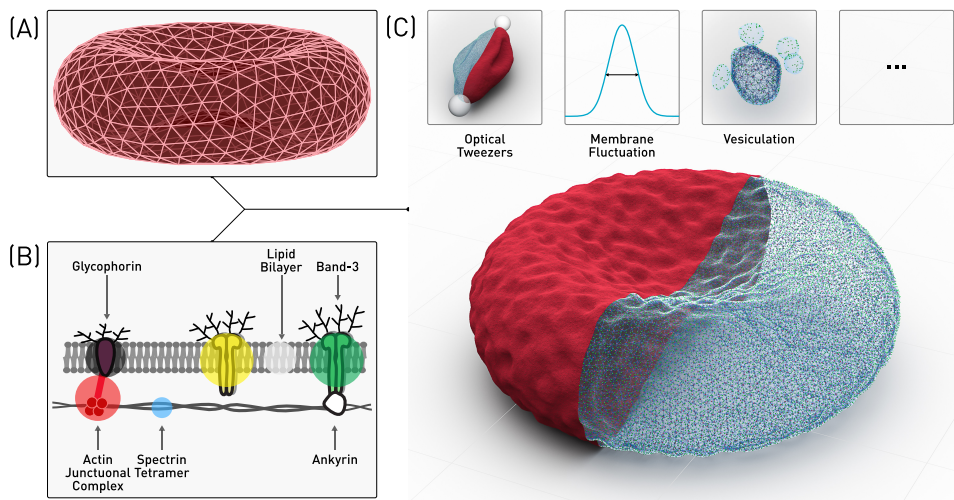 (A)
(C)
Optical
Tweezers
Membrane
Fluctuation
Vesiculation
...
(B)
Glycophorin
Lipid
Bilayer
Band-3
Actin
Junctuonal
Complex
Spectrin
Tetramer
Ankyrin